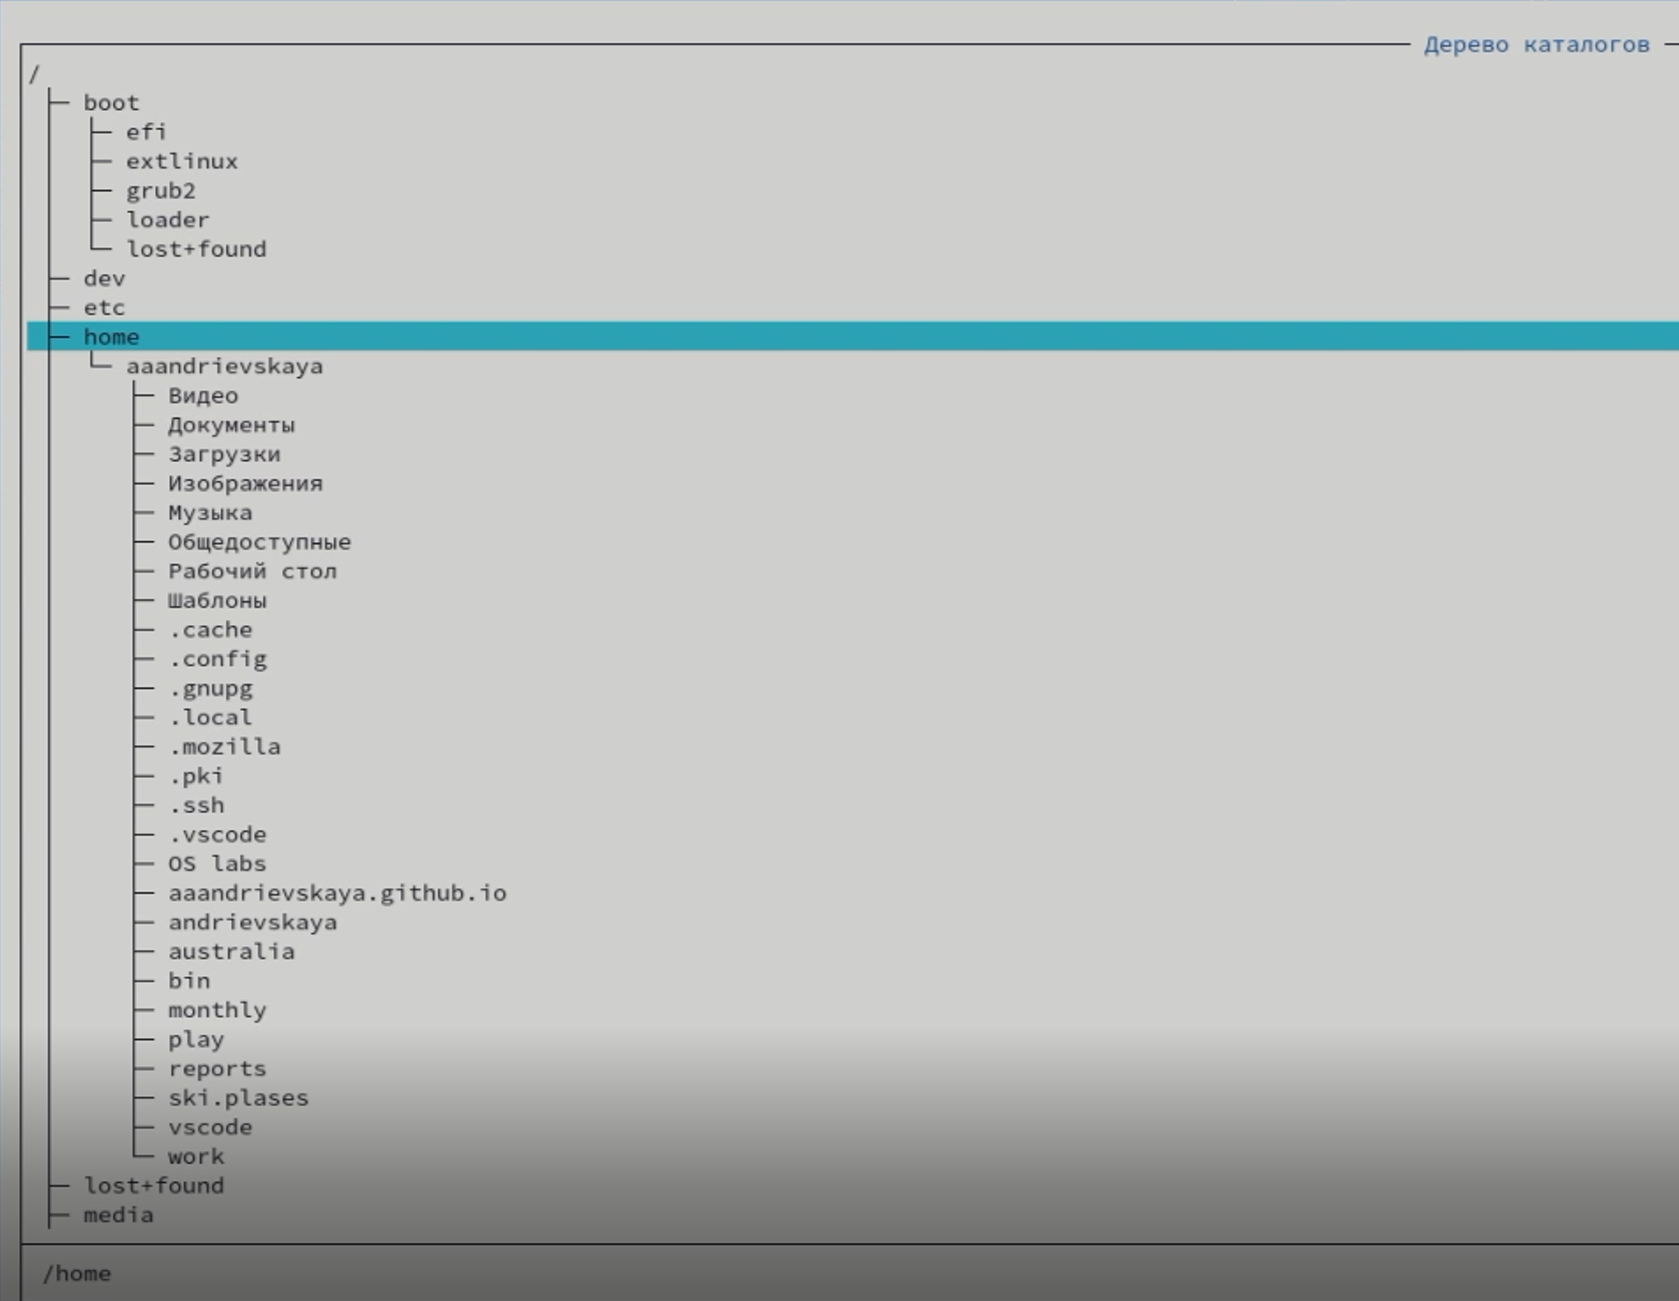 Дерево каталогов
/
boot
efi
extlinux
grub2
loader
lost+found
dev
etc
home
aaandrievskaya
Видео
Документы
Загрузки
Изображения
Музыка
Общедоступные
Рабочий стол
Шаблоны
.cache
.config
.gnupg
.local
.mozilla
.pki
.ssh
.vscode
OS labs
aaandrievskaya.github.io
andrievskaya
australia
bin
monthly
play
reports
ski.plases
vscode
work
lost+found
media
/home